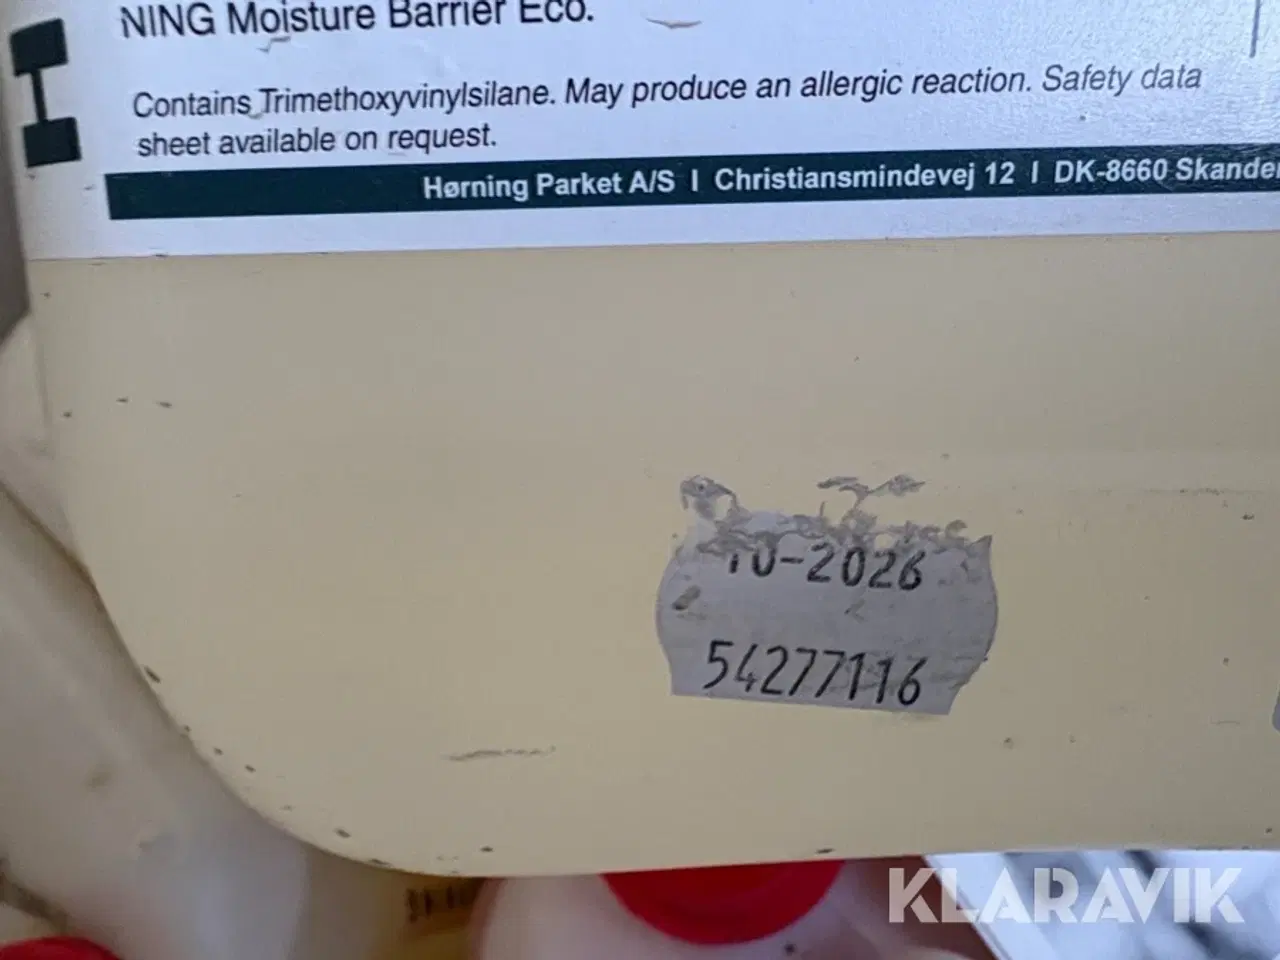 NING Moisture Barrier Eco.
Contains Trimethoxyvinylsilane. May produce an allergic reaction. Safety data
sheet available on request.
Hørning Parket A/S | Christiansmindevej 12 | DK-8660 Skander
10-2026
54277116
KLARAVIK